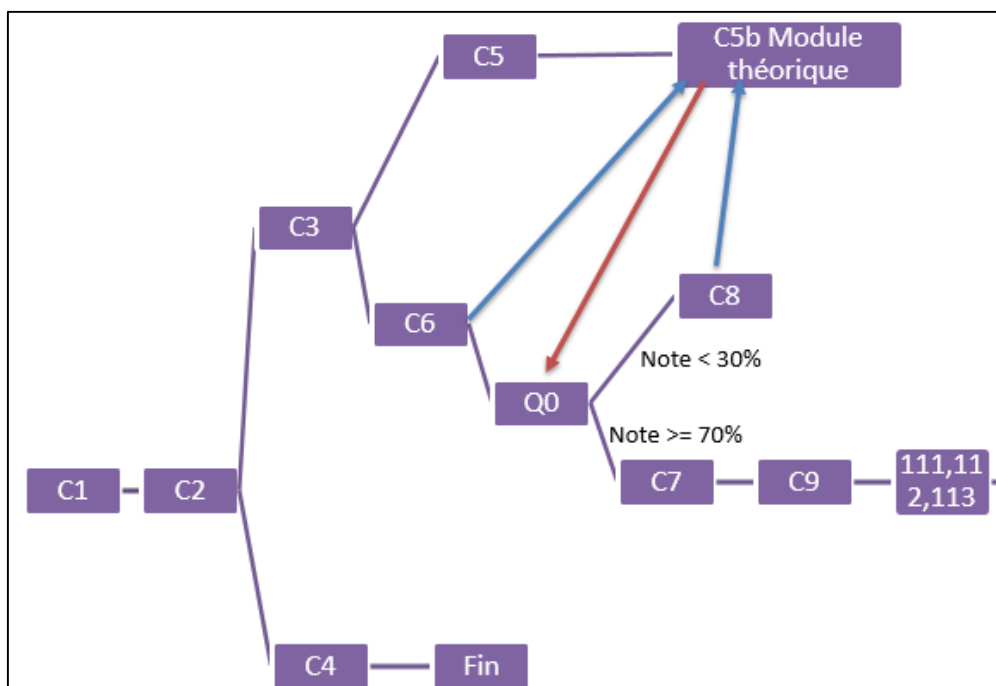 C5
C5b Module
théorique
C3
C6
C8
Note < 30%
Q0
Note >= 70%
C1
C2
C7
C9
111,11
2,113
C4
Fin